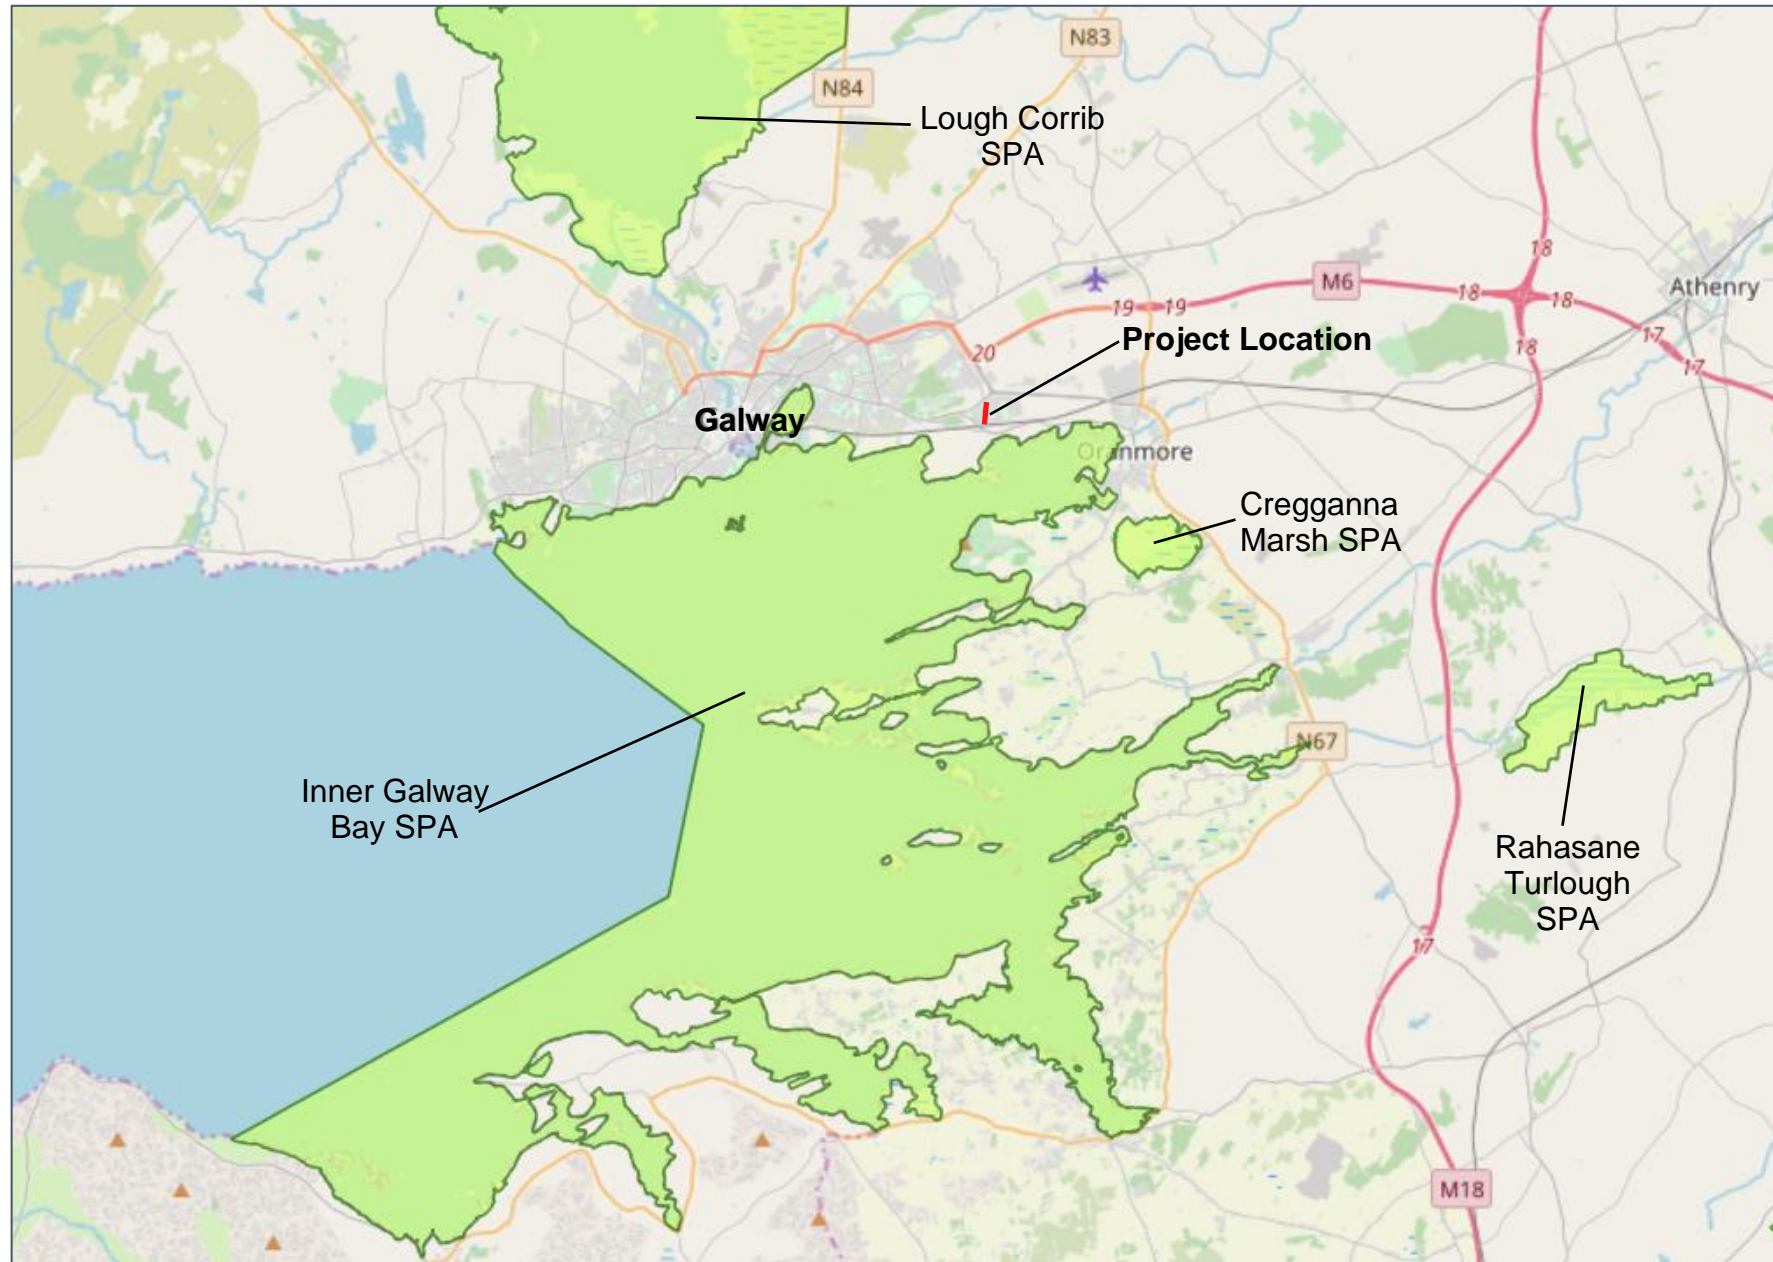 N83
N84
Lough Corrib
SPA
18
M6
18
18
Athenry
19
19
17
Project Location
20
18
17
Galway
Oranmore
Cregganna
Marsh SPA
N67
Inner Galway
Bay SPA
Rahasane
Turlough
SPA
17
M18